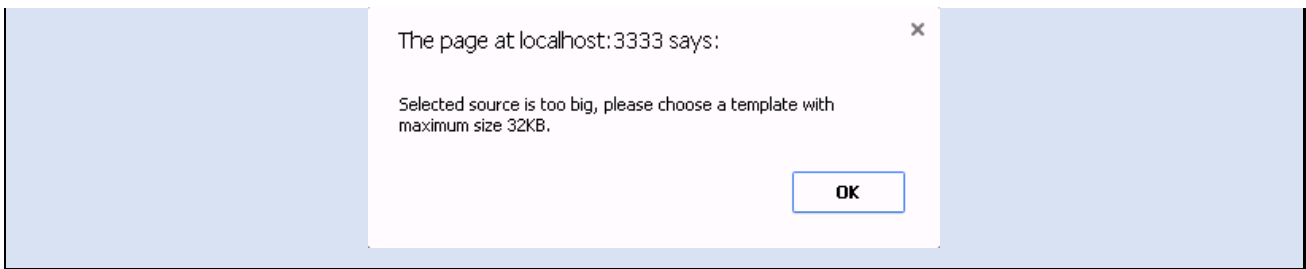 The page at localhost:3333 says:
Selected source is too big, please choose a template with
maximum size 32KB.
OK